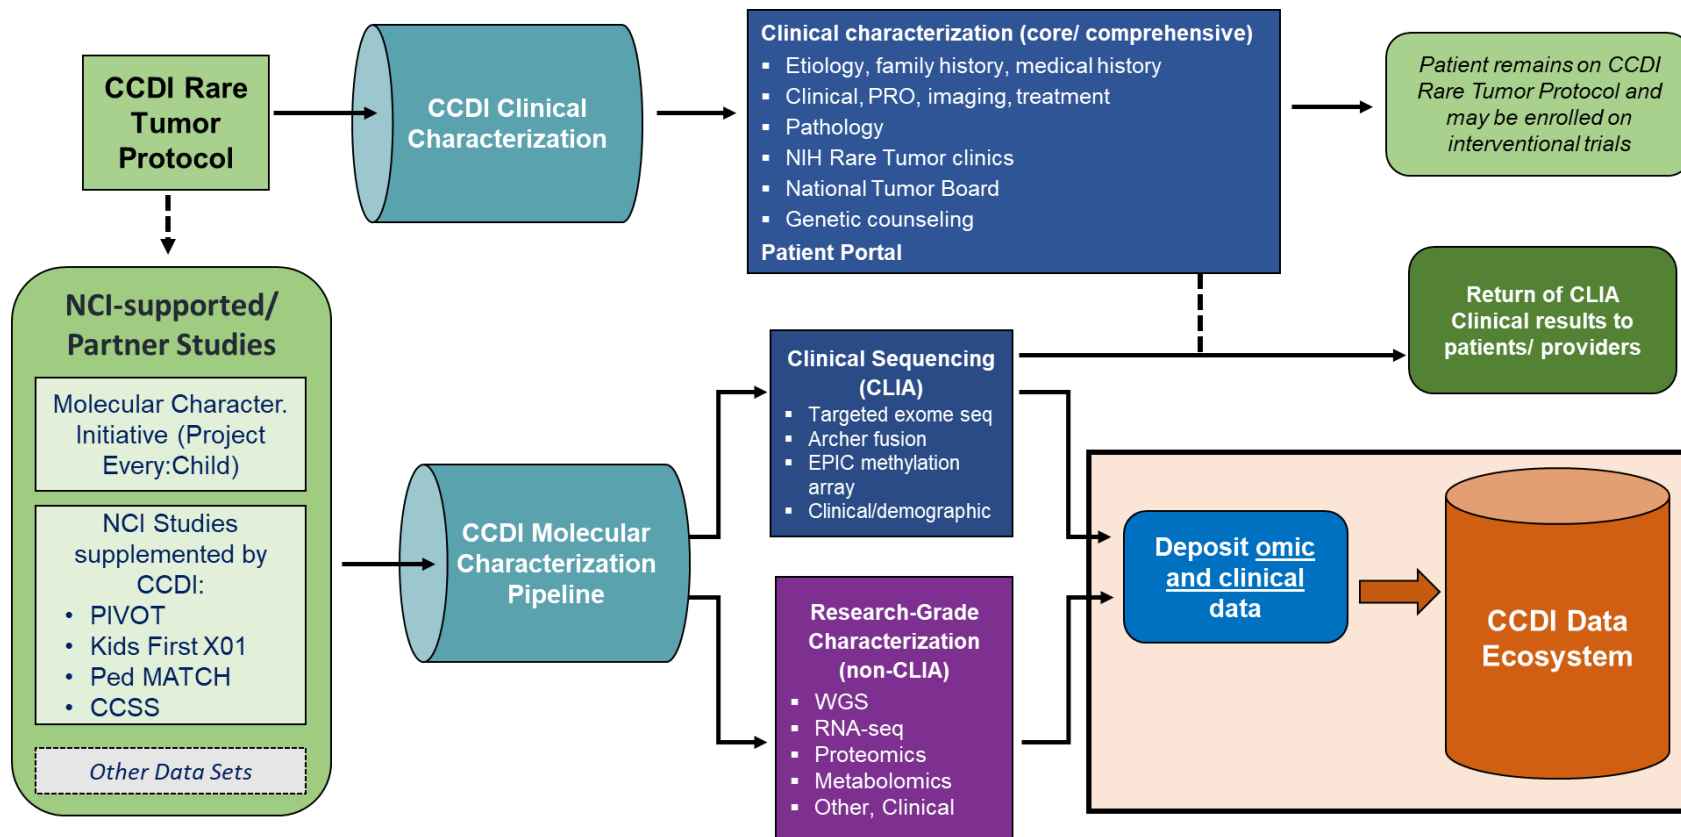 CCDI Rare
Tumor
Protocol
CCDI Clinical
Characterization
Clinical characterization (core/ comprehensive)
▪ Etiology, family history, medical history
▪ Clinical, PRO, imaging, treatment
▪ Pathology
▪ NIH Rare Tumor clinics
▪ National Tumor Board
▪ Genetic counseling
Patient Portal
Patient remains on CCDI
Rare Tumor Protocol and
may be enrolled on
interventional trials
NCI-supported/
Partner Studies
Molecular Character.
Initiative (Project
Every:Child)
NCI Studies
supplemented by
CCDI:
• PIVOT
• Kids First X01
• Ped MATCH
• CCSS
Other Data Sets
CCDI Molecular
Characterization
Pipeline
Clinical Sequencing
(CLIA)
▪ Targeted exome seq
▪ Archer fusion
▪ EPIC methylation
array
▪ Clinical/demographic
Return of CLIA
Clinical results to
patients/ providers
Research-Grade
Characterization
(non-CLIA)
▪ WGS
▪ RNA-seq
▪ Proteomics
▪ Metabolomics
▪ Other, Clinical
Deposit omic
and clinical
data
CCDI Data
Ecosystem